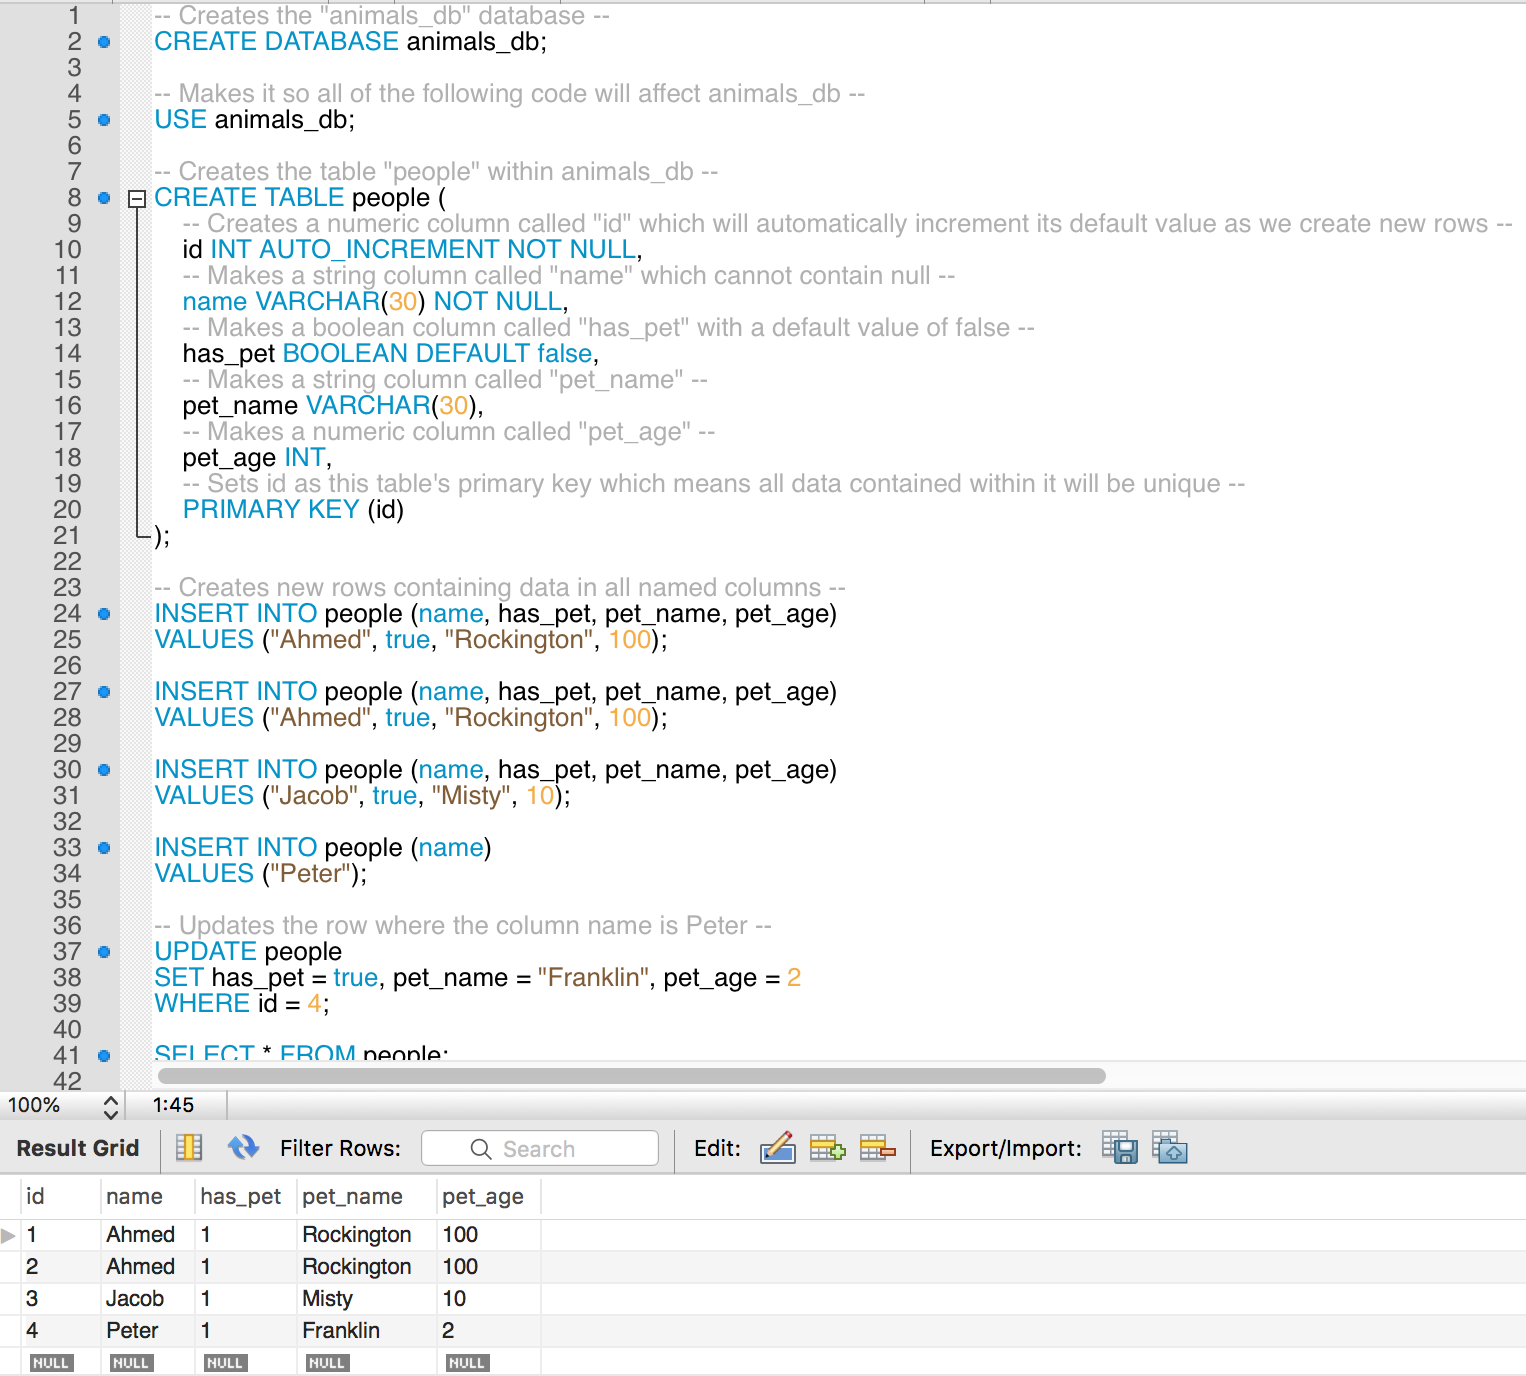 1 -- Creates the "animals_db" database --
2 CREATE DATABASE animals_db;
3
4 -- Makes it so all of the following code will affect animals_db --
5 USE animals_db;
6
7 -- Creates the table "people" within animals_db --
8 CREATE TABLE people (
9 -- Creates a numeric column called "id" which will automatically increment its default value as we create new rows --
10 id INT AUTO_INCREMENT NOT NULL,
11 -- Makes a string column called "name" which cannot contain null --
12 name VARCHAR(30) NOT NULL,
13 -- Makes a boolean column called "has_pet" with a default value of false --
14 has_pet BOOLEAN DEFAULT false,
15 -- Makes a string column called "pet_name" --
16 pet_name VARCHAR(30),
17 -- Makes a numeric column called "pet_age" --
18 pet_age INT,
19 -- Sets id as this table's primary key which means all data contained within it will be unique --
20 PRIMARY KEY (id)
21 );
22
23 -- Creates new rows containing data in all named columns --
24 INSERT INTO people (name, has_pet, pet_name, pet_age)
25 VALUES ("Ahmed", true, "Rockington", 100);
26
27 INSERT INTO people (name, has_pet, pet_name, pet_age)
28 VALUES ("Ahmed", true, "Rockington", 100);
29
30 INSERT INTO people (name, has_pet, pet_name, pet_age)
31 VALUES ("Jacob", true, "Misty", 10);
32
33 INSERT INTO people (name)
34 VALUES ("Peter");
35
36 -- Updates the row where the column name is Peter --
37 UPDATE people
38 SET has_pet = true, pet_name = "Franklin", pet_age = 2
39 WHERE id = 4;
40
41 SELECT * FROM people;
42
100% 1:45
Result Grid Filter Rows: Search Edit: Export/Import:
id name has_pet pet_name pet_age
1 Ahmed 1 Rockington 100
2 Ahmed 1 Rockington 100
3 Jacob 1 Misty 10
4 Peter 1 Franklin 2
NULL NULL NULL NULL NULL